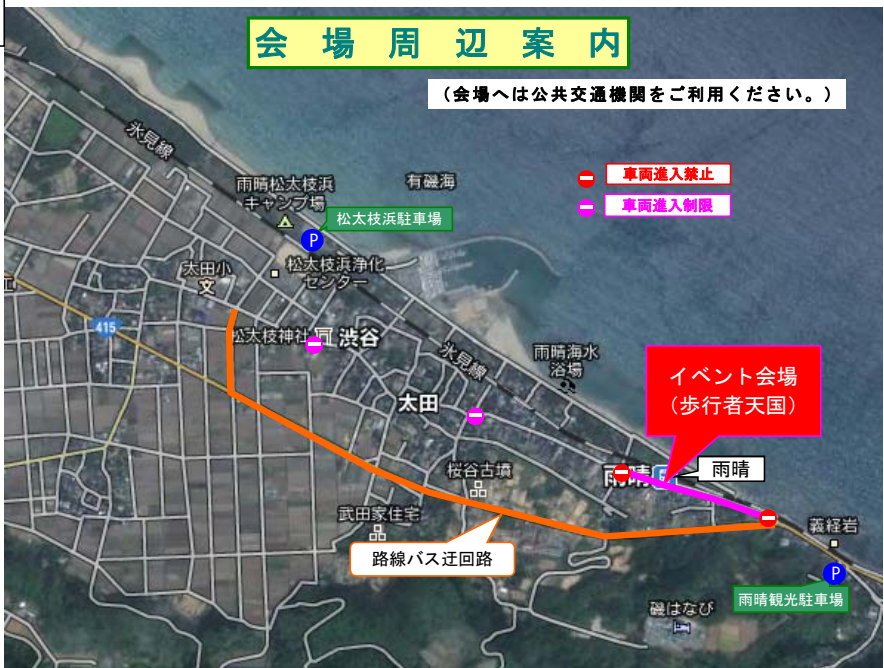 会場周辺案内
（会場へは公共交通機関をご利用ください。）
氷見線
雨晴松太枝浜
キャンプ場
有磯海
車両進入禁止
車両進入制限
松太枝浜駐車場
P
太田小
文
松太枝浜浄化
センター
415
松太枝神社
渋谷
氷見線
雨晴海水
浴場
イベント会場
（歩行者天国）
太田
桜谷古墳
雨晴
雨晴
武田家住宅
路線バス迂回路
義経岩
P
雨晴観光駐車場
磯はなび